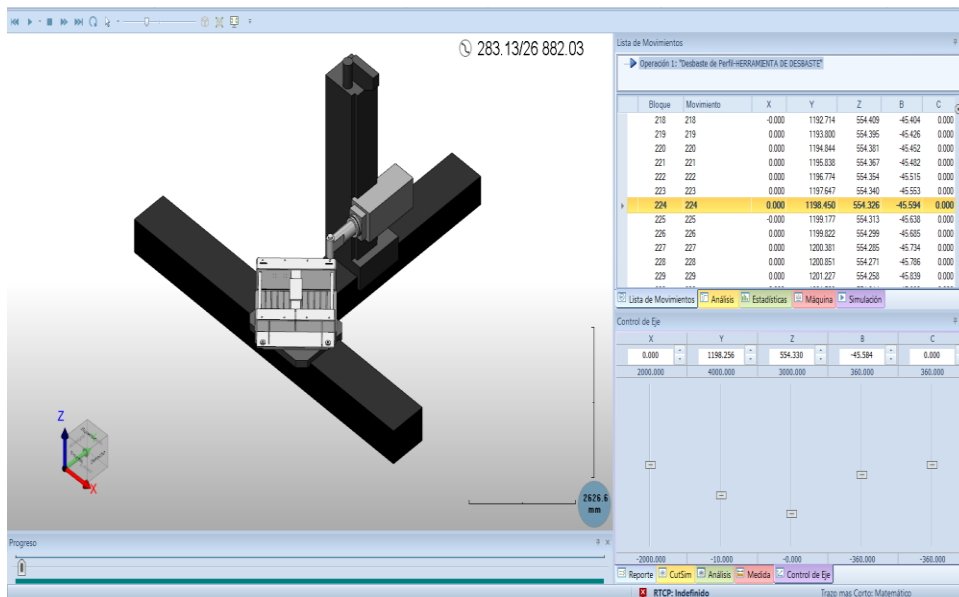 283.13/26 882.03
Lista de Movimientos
Operación 1: "Desbaste de Perfil-HERRAMIENTA DE DESBASTE"
Bloque Movimiento X Y Z B C
218 218 -0.000 1192.714 554.409 -45.404 0.000
219 219 0.000 1193.800 554.395 -45.426 0.000
220 220 0.000 1194.844 554.381 -45.452 0.000
221 221 0.000 1195.838 554.367 -45.482 0.000
222 222 0.000 1196.774 554.354 -45.515 0.000
223 223 0.000 1197.647 554.340 -45.553 0.000
224 224 0.000 1198.450 554.326 -45.594 0.000
225 225 -0.000 1199.177 554.313 -45.638 0.000
226 226 0.000 1199.822 554.299 -45.685 0.000
227 227 0.000 1200.381 554.285 -45.734 0.000
228 228 0.000 1200.851 554.271 -45.786 0.000
229 229 0.000 1201.227 554.258 -45.839 0.000
Lista de Movimientos Análisis Estadísticas Máquina Simulación
Control de Eje
X Y Z B C
0.000 1198.256 554.330 -45.584 0.000
2000.000 4000.000 3000.000 360.000 360.000
-2000.000 -10.000 -0.000 -360.000 -360.000
Reporte CutSim Análisis Medida Control de Eje
Z
X
2626.6
mm
Progreso
RTCP: Indefinido Trazo mas Corto: Matemático